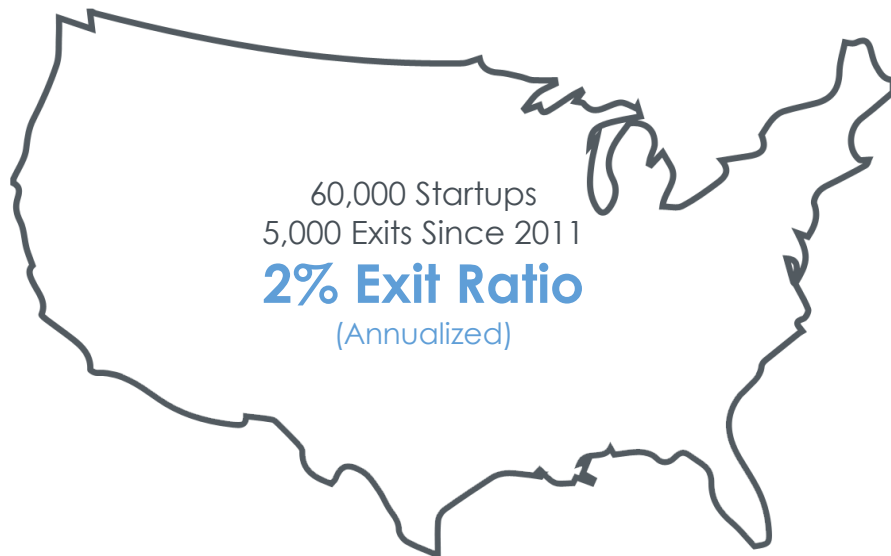 60,000 Startups
5,000 Exits Since 2011
2% Exit Ratio
(Annualized)